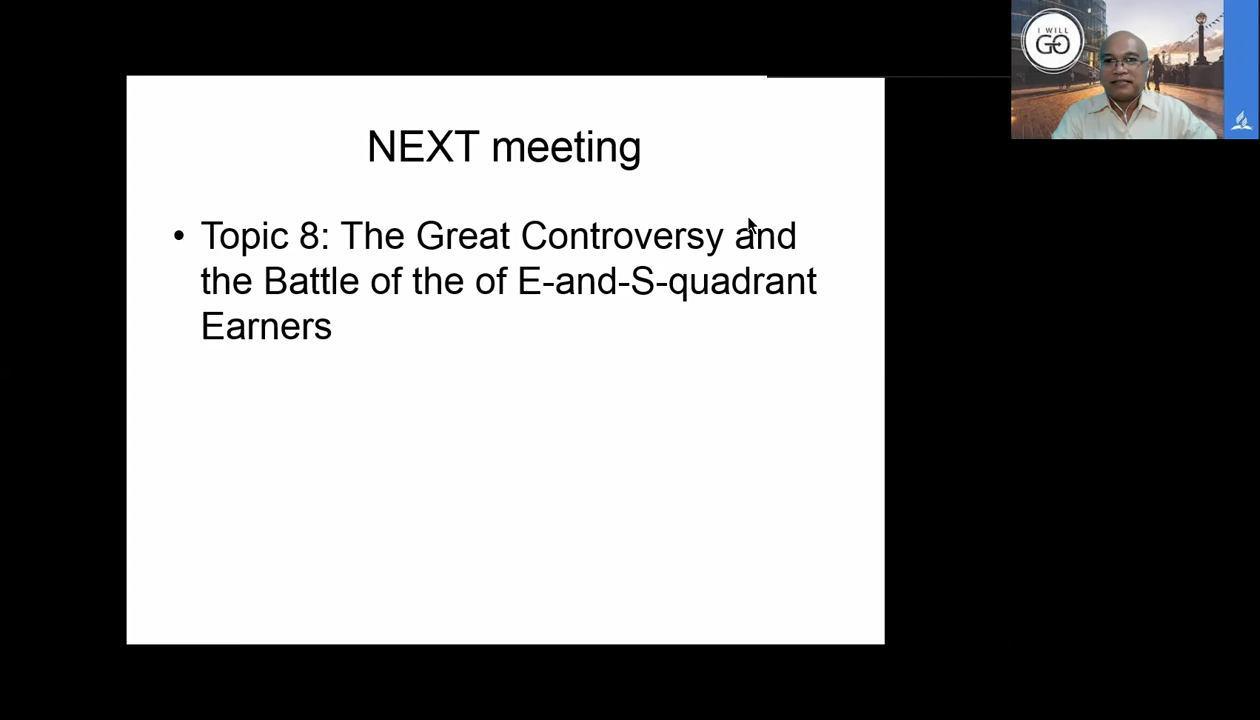 I WILL
GO
NEXT meeting
• Topic 8: The Great Controversy and
the Battle of the of E-and-S-quadrant
Earners